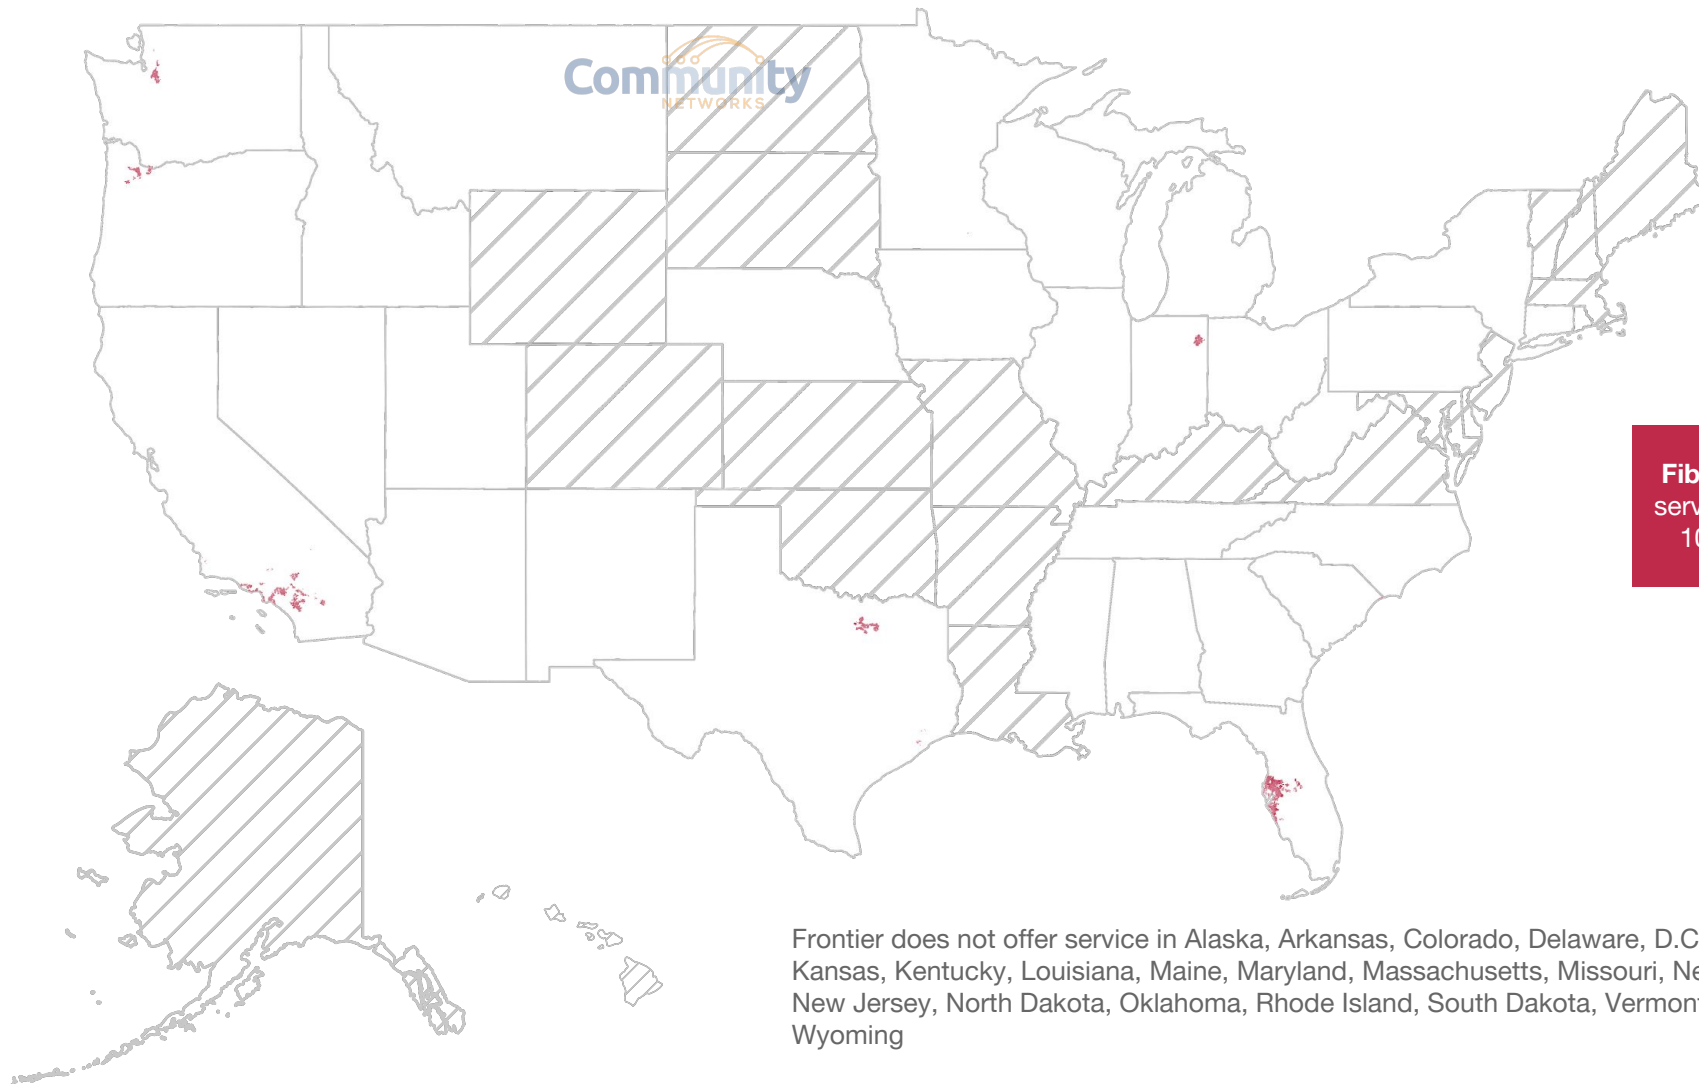 Community
NETWORKS
Fib
serv
10
Frontier does not offer service in Alaska, Arkansas, Colorado, Delaware, D.C
Kansas, Kentucky, Louisiana, Maine, Maryland, Massachusetts, Missouri, Ne
New Jersey, North Dakota, Oklahoma, Rhode Island, South Dakota, Vermont
Wyoming